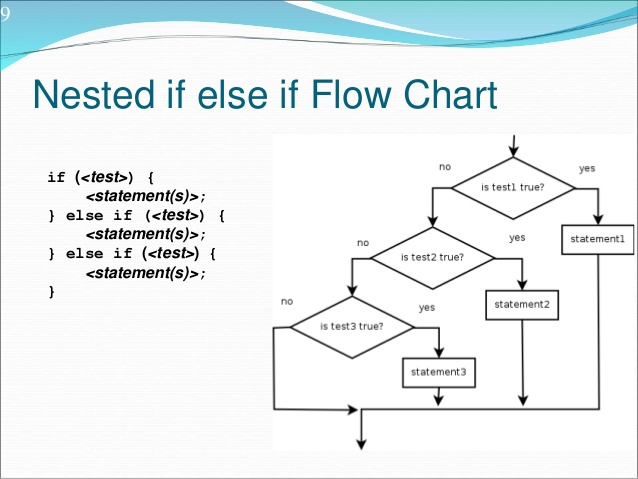 9
Nested if else if Flow Chart
if (<test>) {
<statement(s)>;
} else if (<test>) {
<statement(s)>;
} else if (<test>) {
<statement(s)>;
}
no
yes
is test1 true?
statement1
no
yes
is test2 true?
statement2
no
yes
is test3 true?
statement3